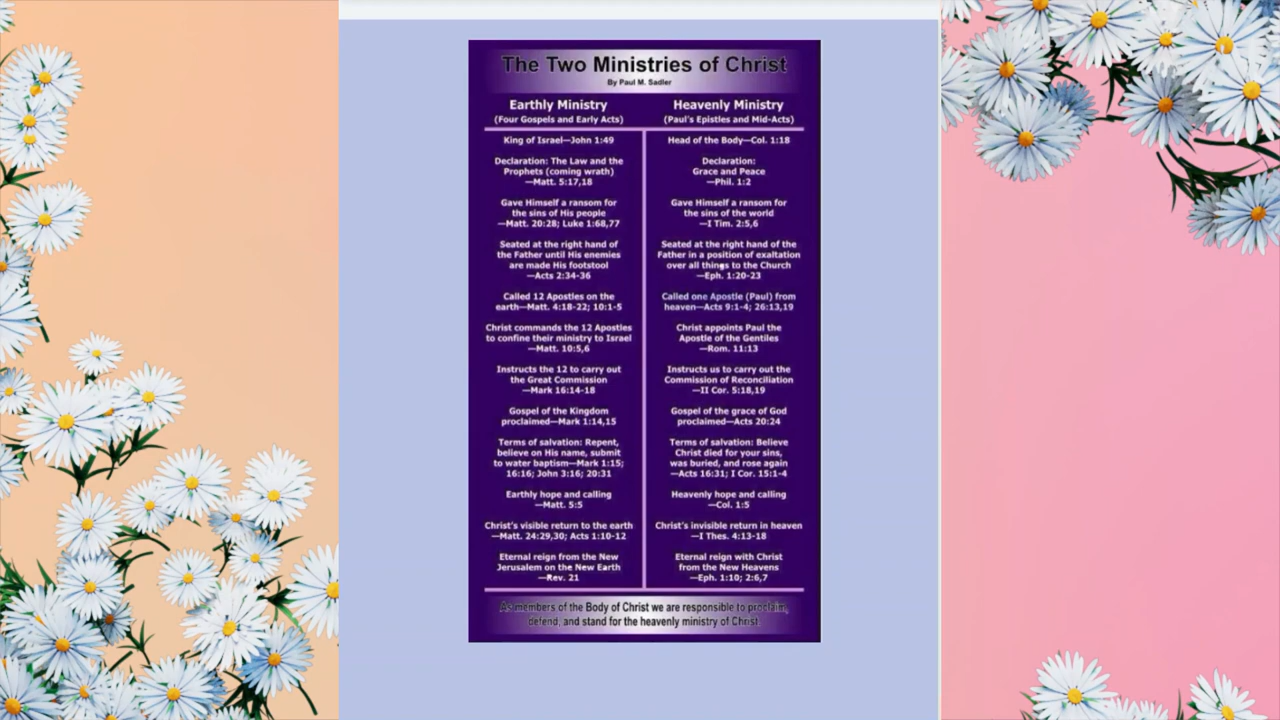 The Two Ministries of Christ
By Paul M. Sadler
Earthly Ministry
(Four Gospels and Early Acts)
King of Israel—John 1:49
Declaration: The Law and the
Prophets (coming wrath)
—Matt. 5:17,18
Gave Himself a ransom for
the sins of His people
—Matt. 20:28; Luke 1:68,77
Seated at the right hand of
the Father until His enemies
are made His footstool
—Acts 2:34-36
Called 12 Apostles on the
earth—Matt. 4:18-22; 10:1-5
Christ commands the 12 Apostles
to confine their ministry to Israel
—Matt. 10:5,6
Instructs the 12 to carry out
the Great Commission
—Mark 16:14-18
Gospel of the Kingdom
proclaimed—Mark 1:14,15
Terms of salvation: Repent,
believe on His name, submit
to water baptism—Mark 1:15;
16:16; John 3:16; 20:31
Earthly hope and calling
—Matt. 5:5
Christ's visible return to the earth
—Matt. 24:29,30; Acts 1:10-12
Eternal reign from the New
Jerusalem on the New Earth
—Rev. 21
Heavenly Ministry
(Paul's Epistles and Mid-Acts)
Head of the Body—Col. 1:18
Declaration:
Grace and Peace
—Phil. 1:2
Gave Himself a ransom for
the sins of the world
—I Tim. 2:5,6
Seated at the right hand of the
Father in a position of exaltation
over all things to the Church
—Eph. 1:20-23
Called one Apostle (Paul) from
heaven—Acts 9:1-4; 26:13,19
Christ appoints Paul the
Apostle of the Gentiles
—Rom. 11:13
Instructs us to carry out the
Commission of Reconciliation
—II Cor. 5:18,19
Gospel of the grace of God
proclaimed—Acts 20:24
Terms of salvation: Believe
Christ died for your sins,
was buried, and rose again
—Acts 16:31; I Cor. 15:1-4
Heavenly hope and calling
—Col. 1:5
Christ's invisible return in heaven
—I Thes. 4:13-18
Eternal reign with Christ
from the New Heavens
—Eph. 1:10; 2:6,7
As members of the Body of Christ we are responsible to proclaim,
defend, and stand for the heavenly ministry of Christ.